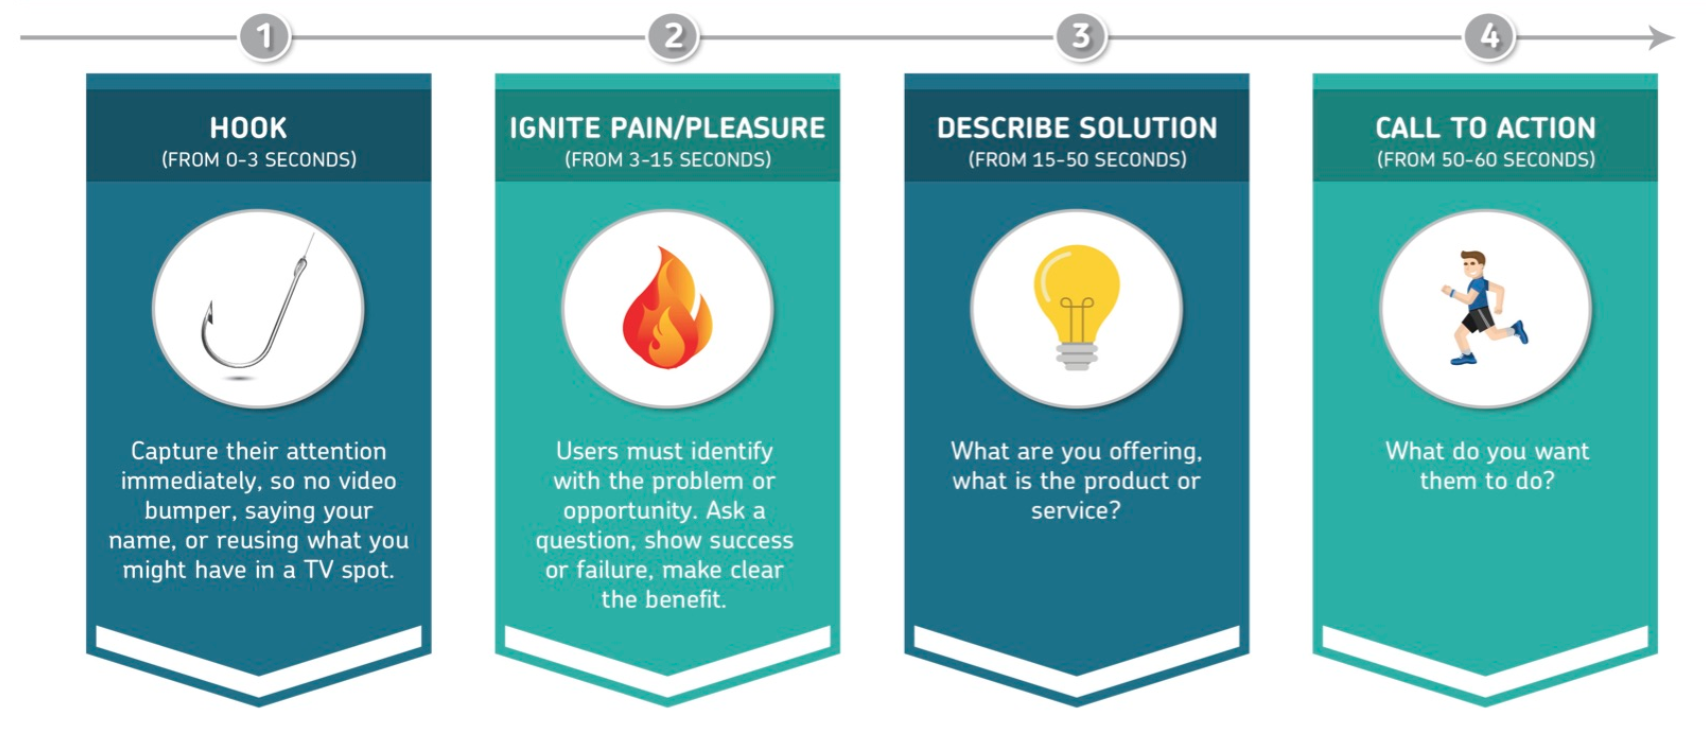 1
2
3
4
HOOK
(FROM 0-3 SECONDS)
Capture their attention
immediately, so no video
bumper, saying your
name, or reusing what you
might have in a TV spot.
IGNITE PAIN/PLEASURE
(FROM 3-15 SECONDS)
Users must identify
with the problem or
opportunity. Ask a
question, show success
or failure, make clear
the benefit.
DESCRIBE SOLUTION
(FROM 15-50 SECONDS)
What are you offering,
what is the product or
service?
CALL TO ACTION
(FROM 50-60 SECONDS)
What do you want
them to do?